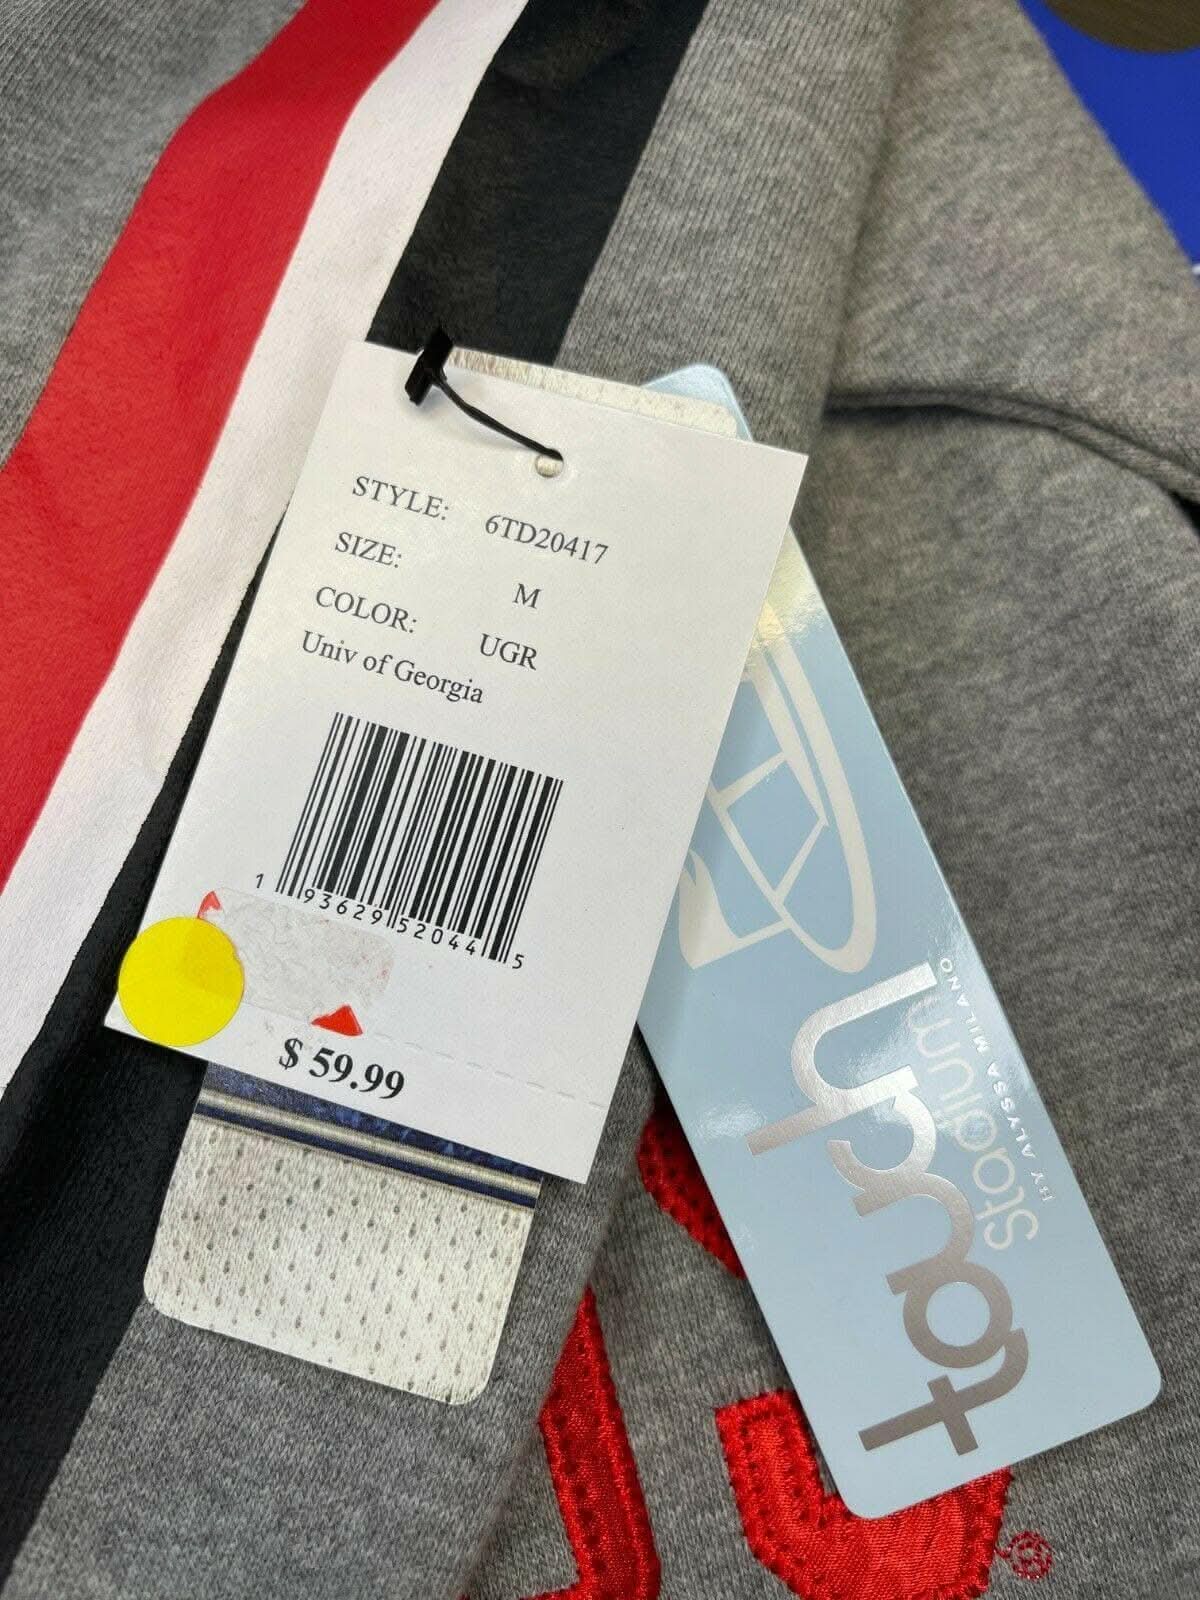 STYLE: 6TD20417
SIZE: M
COLOR: UGR
Univ of Georgia
1 93629 52044 5
$ 59.99
touch
Stadium
BY ALYSSA MILANO